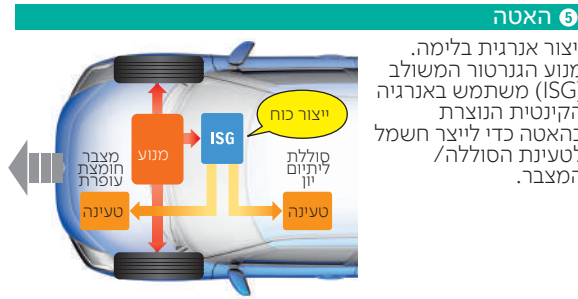 ❺ האטה
ייצור אנרגית בלימה.
מנוע הגנרטור המשולב
(ISG) משתמש באנרגיה
הקינטית הנוצרת
בהאטה כדי לייצר חשמל
לטעינת הסוללה/
המצבר.
ייצור כוח
ISG
מנוע
מצבר
חומצת
עופרת
טעינה
סוללת
ליתיום
יון
טעינה